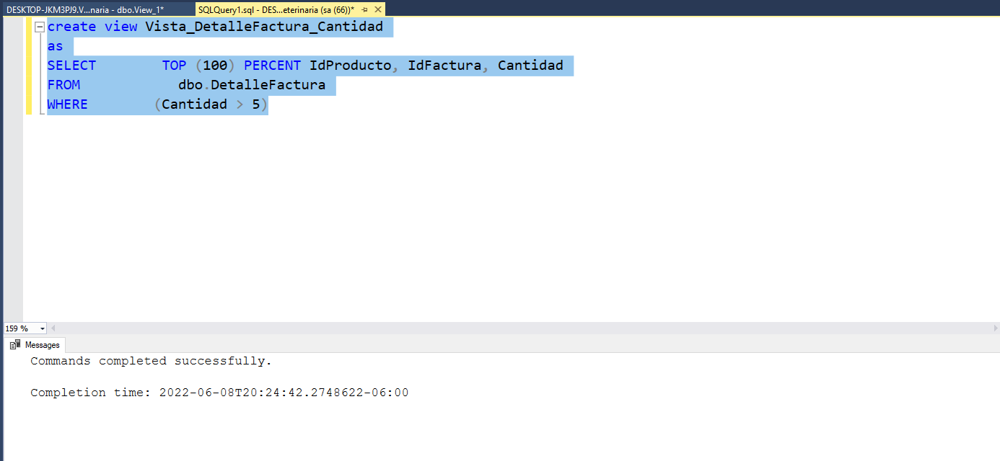 DESKTOP-JKM3PJ9.V...naria - dbo.View_1*
SQLQuery1.sql - DES...eterinaria (sa (66))*
create view Vista_DetalleFactura_Cantidad
as
SELECT TOP (100) PERCENT IdProducto, IdFactura, Cantidad
FROM dbo.DetalleFactura
WHERE (Cantidad > 5)
159 %
Messages
Commands completed successfully.
Completion time: 2022-06-08T20:24:42.2748622-06:00